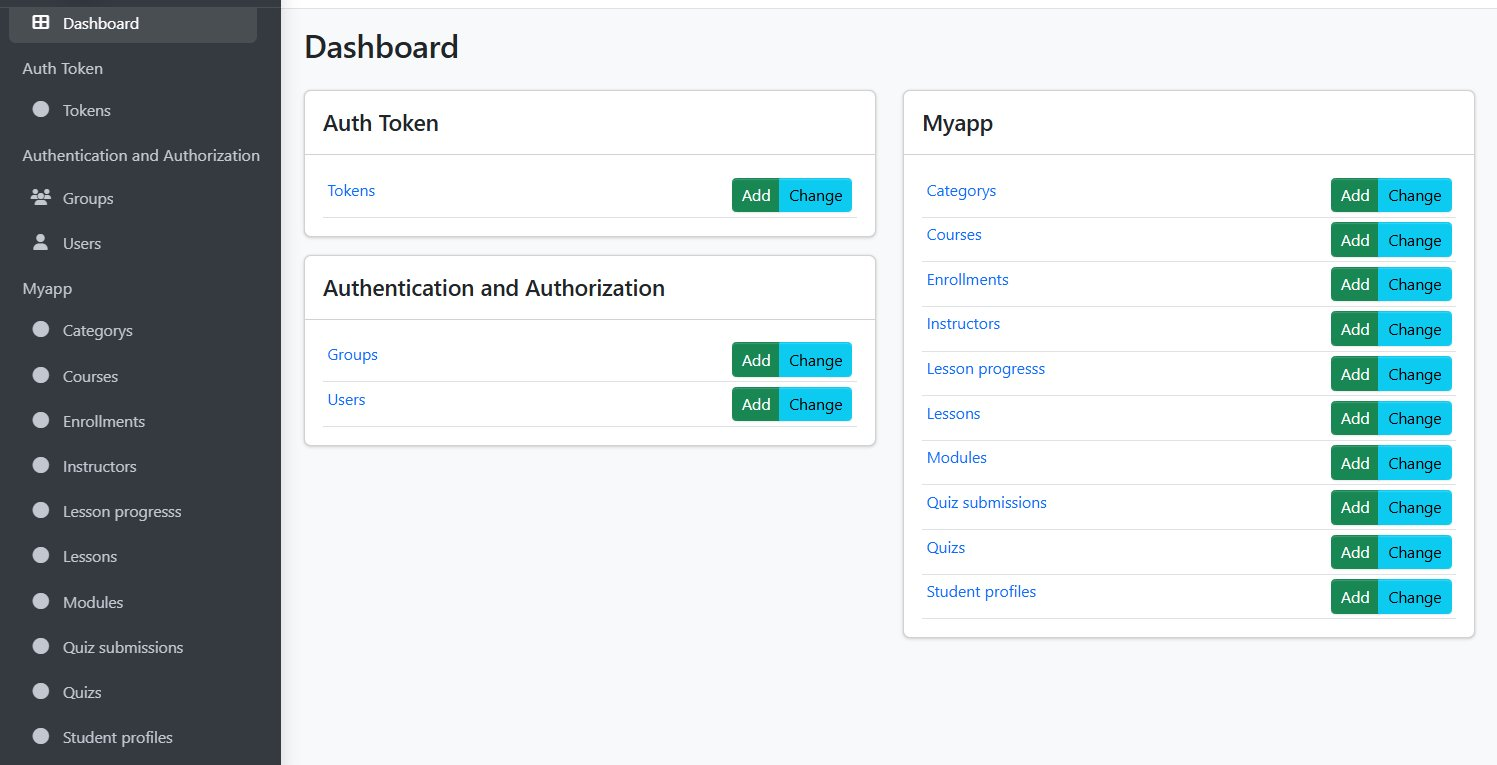 Dashboard
Auth Token
Tokens
Authentication and Authorization
Groups
Users
Myapp
Categorys
Courses
Enrollments
Instructors
Lesson progresss
Lessons
Modules
Quiz submissions
Quizs
Student profiles
Dashboard
Auth Token
Tokens Add Change
Authentication and Authorization
Groups Add Change
Users Add Change
Myapp
Categorys Add Change
Courses Add Change
Enrollments Add Change
Instructors Add Change
Lesson progresss Add Change
Lessons Add Change
Modules Add Change
Quiz submissions Add Change
Quizs Add Change
Student profiles Add Change